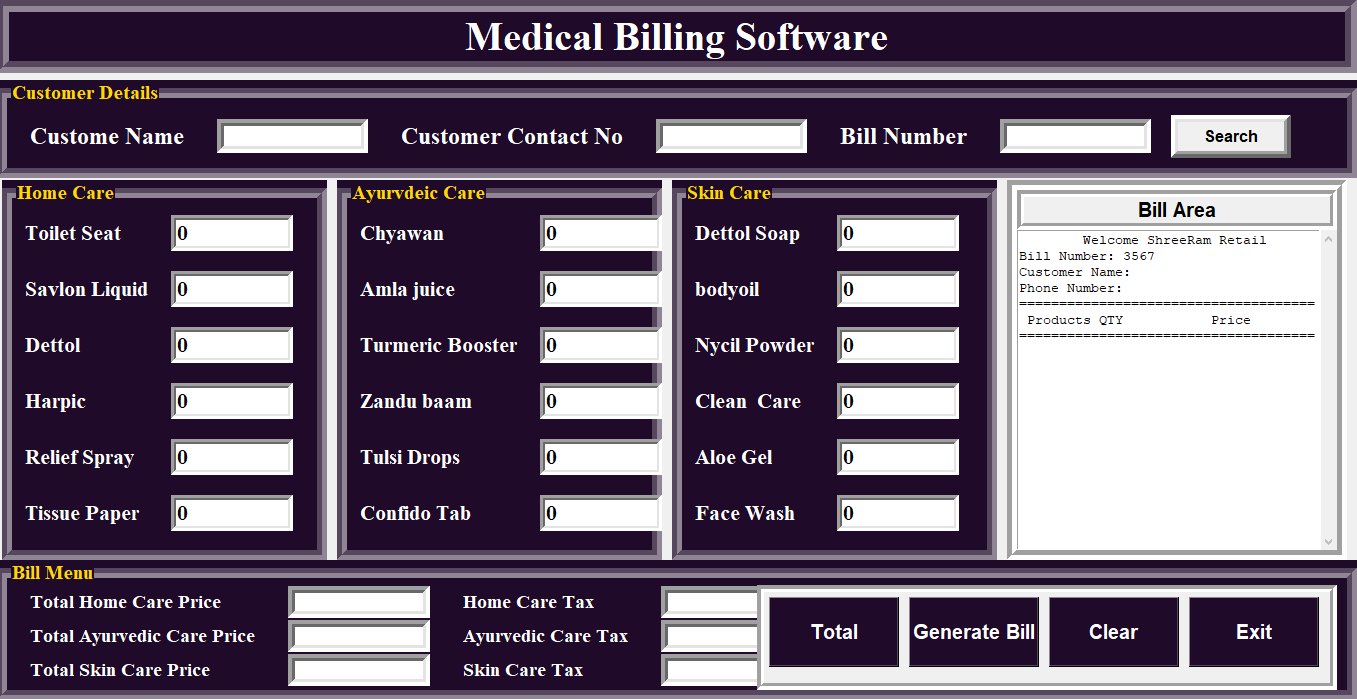 Medical Billing Software
Customer Details
Custome Name Customer Contact No Bill Number Search
Home Care
Toilet Seat 0
Savlon Liquid 0
Dettol 0
Harpic 0
Relief Spray 0
Tissue Paper 0
Ayurvdeic Care
Chyawan 0
Amla juice 0
Turmeric Booster 0
Zandu baam 0
Tulsi Drops 0
Confido Tab 0
Skin Care
Dettol Soap 0
bodyoil 0
Nycil Powder 0
Clean  Care 0
Aloe Gel 0
Face Wash 0
Bill Area
Welcome ShreeRam Retail
Bill Number: 3567
Customer Name:
Phone Number:
=====================================
Products QTY Price
=====================================
Bill Menu
Total Home Care Price Home Care Tax
Total Ayurvedic Care Price Ayurvedic Care Tax
Total Skin Care Price Skin Care Tax
Total Generate Bill Clear Exit